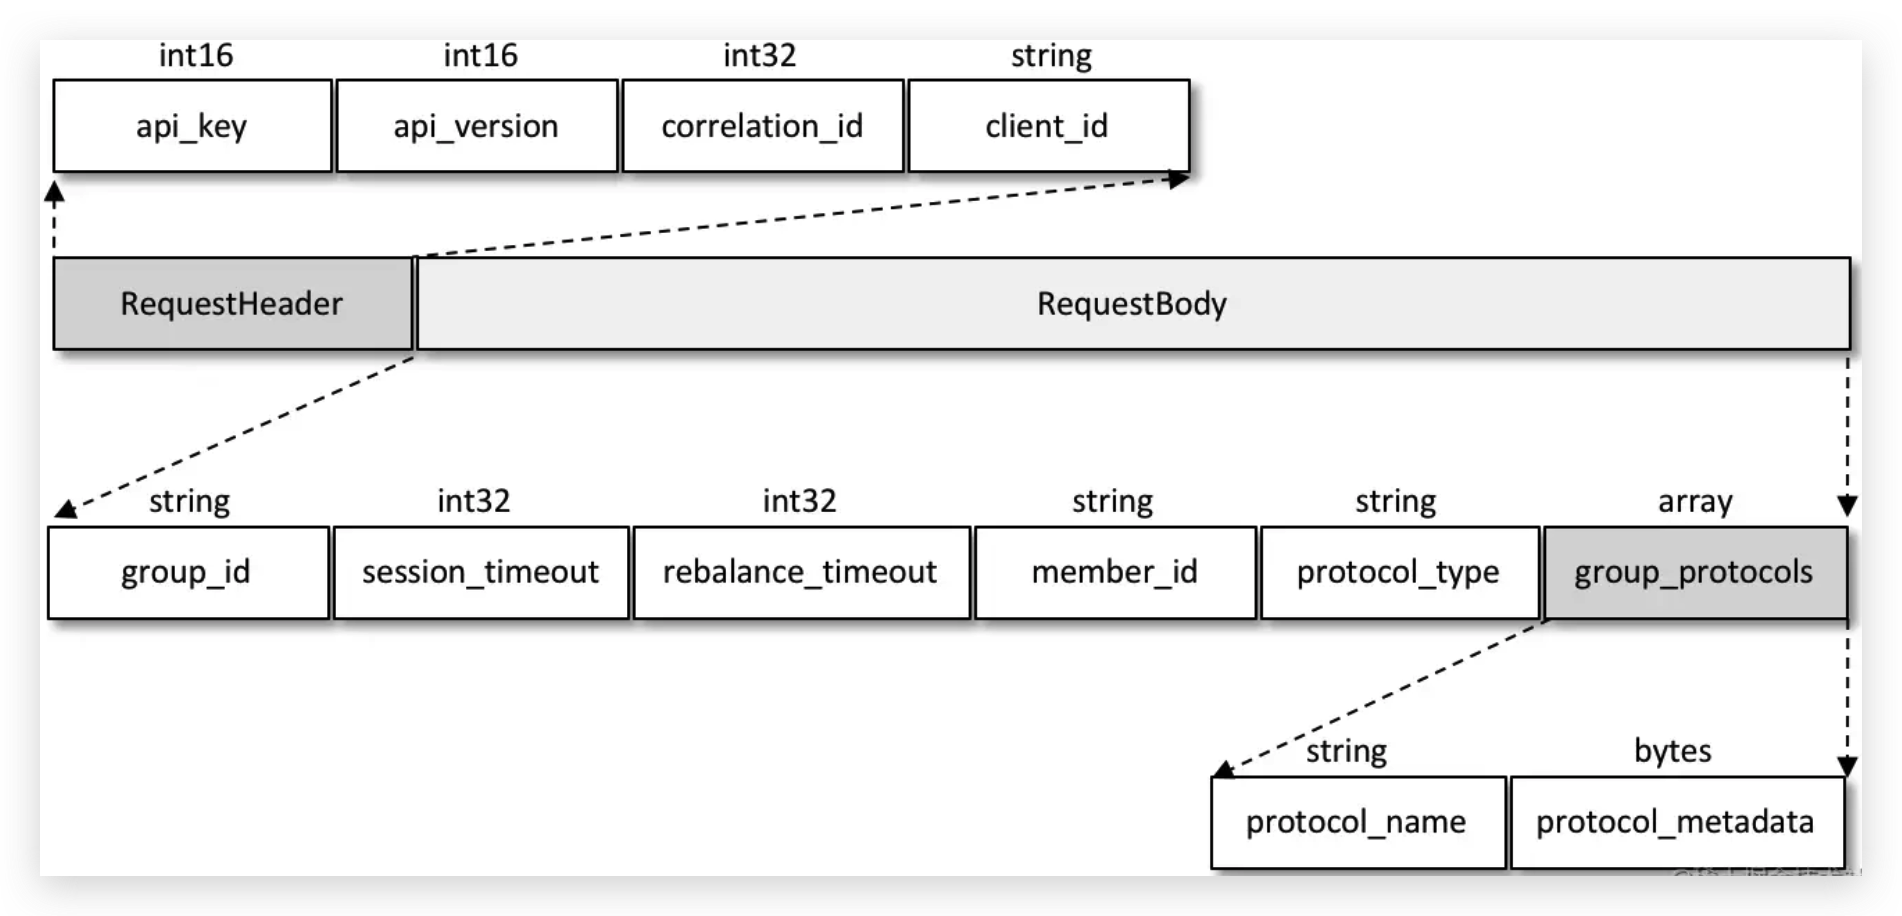 int16 int16 int32 string
api_key api_version correlation_id client_id
RequestHeader RequestBody
string int32 int32 string string array
group_id session_timeout rebalance_timeout member_id protocol_type group_protocols
string bytes
protocol_name protocol_metadata